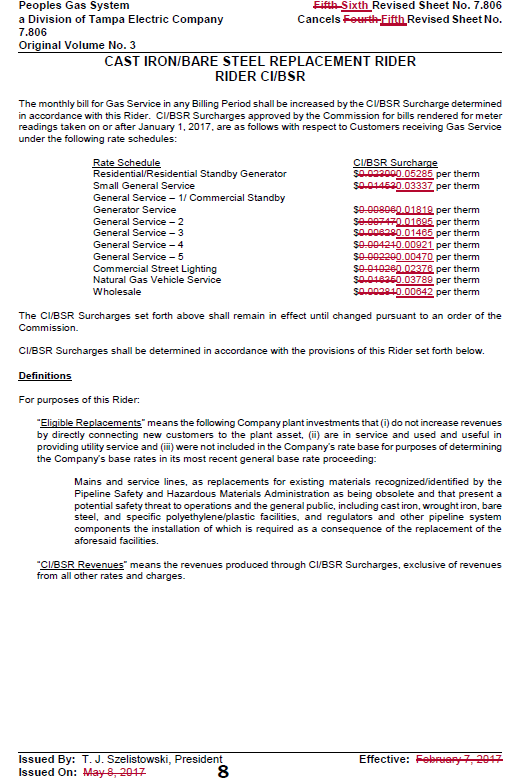 Peoples Gas System
Fifth Sixth Revised Sheet No. 7.806
a Division of Tampa Electric Company
Cancels Fourth Fifth Revised Sheet No.
7.806
Original Volume No. 3
CAST IRON/BARE STEEL REPLACEMENT RIDER
RIDER CI/BSR
The monthly bill for Gas Service in any Billing Period shall be increased by the CI/BSR Surcharge determined
in accordance with this Rider. CI/BSR Surcharges approved by the Commission for bills rendered for meter
readings taken on or after January 1, 2017, are as follows with respect to Customers receiving Gas Service
under the following rate schedules:
Rate Schedule CI/BSR Surcharge
Residential/Residential Standby Generator $0.023090.05285 per therm
Small General Service $0.014530.03337 per therm
General Service – 1/ Commercial Standby
Generator Service $0.008060.01819 per therm
General Service – 2 $0.007470.01695 per therm
General Service – 3 $0.006280.01465 per therm
General Service – 4 $0.004210.00921 per therm
General Service – 5 $0.002200.00470 per therm
Commercial Street Lighting $0.010260.02376 per therm
Natural Gas Vehicle Service $0.016350.03789 per therm
Wholesale $0.002810.00642 per therm
The CI/BSR Surcharges set forth above shall remain in effect until changed pursuant to an order of the
Commission.
CI/BSR Surcharges shall be determined in accordance with the provisions of this Rider set forth below.
Definitions
For purposes of this Rider:
"Eligible Replacements" means the following Company plant investments that (i) do not increase revenues
by directly connecting new customers to the plant asset, (ii) are in service and used and useful in
providing utility service and (iii) were not included in the Company's rate base for purposes of determining
the Company's base rates in its most recent general base rate proceeding:
Mains and service lines, as replacements for existing materials recognized/identified by the
Pipeline Safety and Hazardous Materials Administration as being obsolete and that present a
potential safety threat to operations and the general public, including cast iron, wrought iron, bare
steel, and specific polyethylene/plastic facilities, and regulators and other pipeline system
components the installation of which is required as a consequence of the replacement of the
aforesaid facilities.
"CI/BSR Revenues" means the revenues produced through CI/BSR Surcharges, exclusive of revenues
from all other rates and charges.
Issued By: T. J. Szelistowski, President
Effective: February 7, 2017
Issued On: May 8, 2017
8